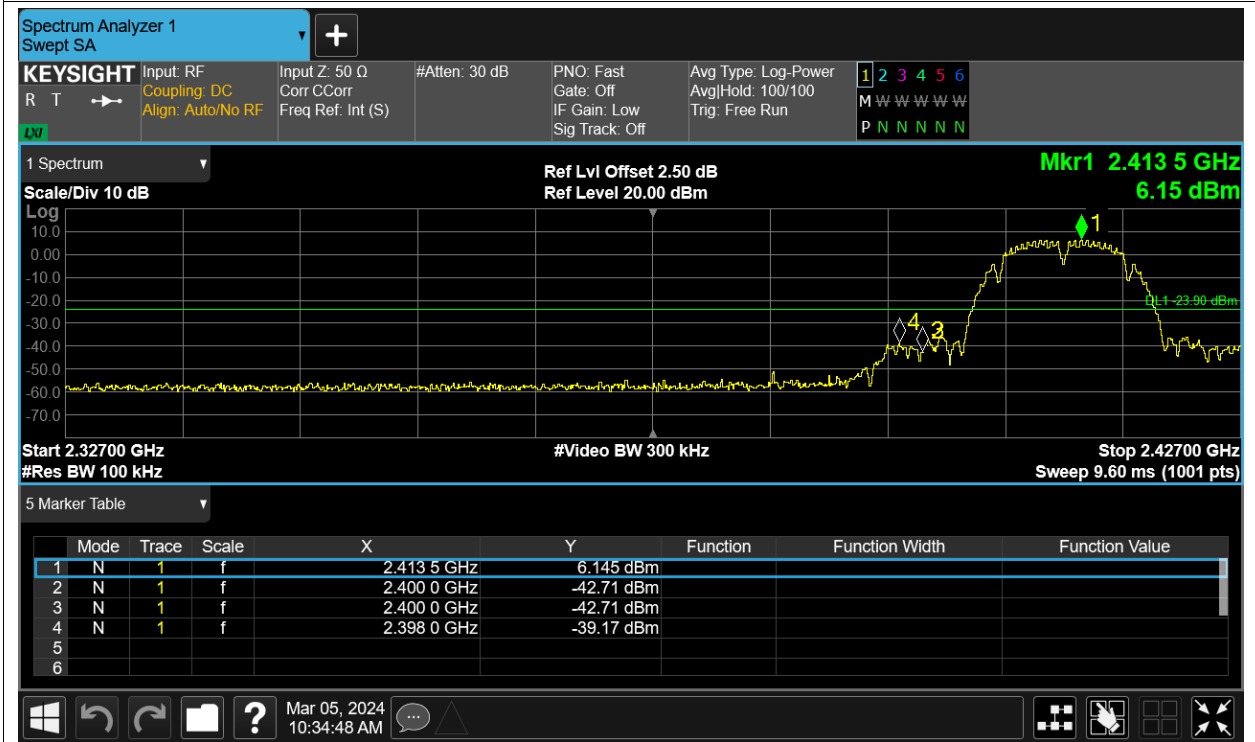 Spectrum Analyzer 1
Swept SA
+
KEYSIGHT
R T
LXI
Input: RF
Coupling: DC
Align: Auto/No RF
Input Z: 50 Ω
Corr CCorr
Freq Ref: Int (S)
#Atten: 30 dB
PNO: Fast
Gate: Off
IF Gain: Low
Sig Track: Off
Avg Type: Log-Power
Avg|Hold: 100/100
Trig: Free Run
1 2 3 4 5 6
M W W W W W
P N N N N N
1 Spectrum
Scale/Div 10 dB
Ref Lvl Offset 2.50 dB
Ref Level 20.00 dBm
Mkr1 2.413 5 GHz
6.15 dBm
Log
10.0
0.00
-10.0
-20.0
-30.0
-40.0
-50.0
-60.0
-70.0
1
DL1 -23.90 dBm
4
3
Start 2.32700 GHz
#Video BW 300 kHz
Stop 2.42700 GHz
#Res BW 100 kHz
Sweep 9.60 ms (1001 pts)
5 Marker Table
Mode Trace Scale X Y Function Function Width Function Value
1 N 1 f 2.413 5 GHz 6.145 dBm
2 N 1 f 2.400 0 GHz -42.71 dBm
3 N 1 f 2.400 0 GHz -42.71 dBm
4 N 1 f 2.398 0 GHz -39.17 dBm
5
6
?
Mar 05, 2024
10:34:48 AM